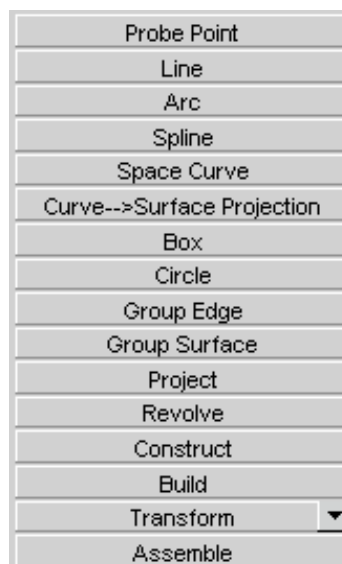 Probe Point
Line
Arc
Spline
Space Curve
Curve-->Surface Projection
Box
Circle
Group Edge
Group Surface
Project
Revolve
Construct
Build
Transform
Assemble